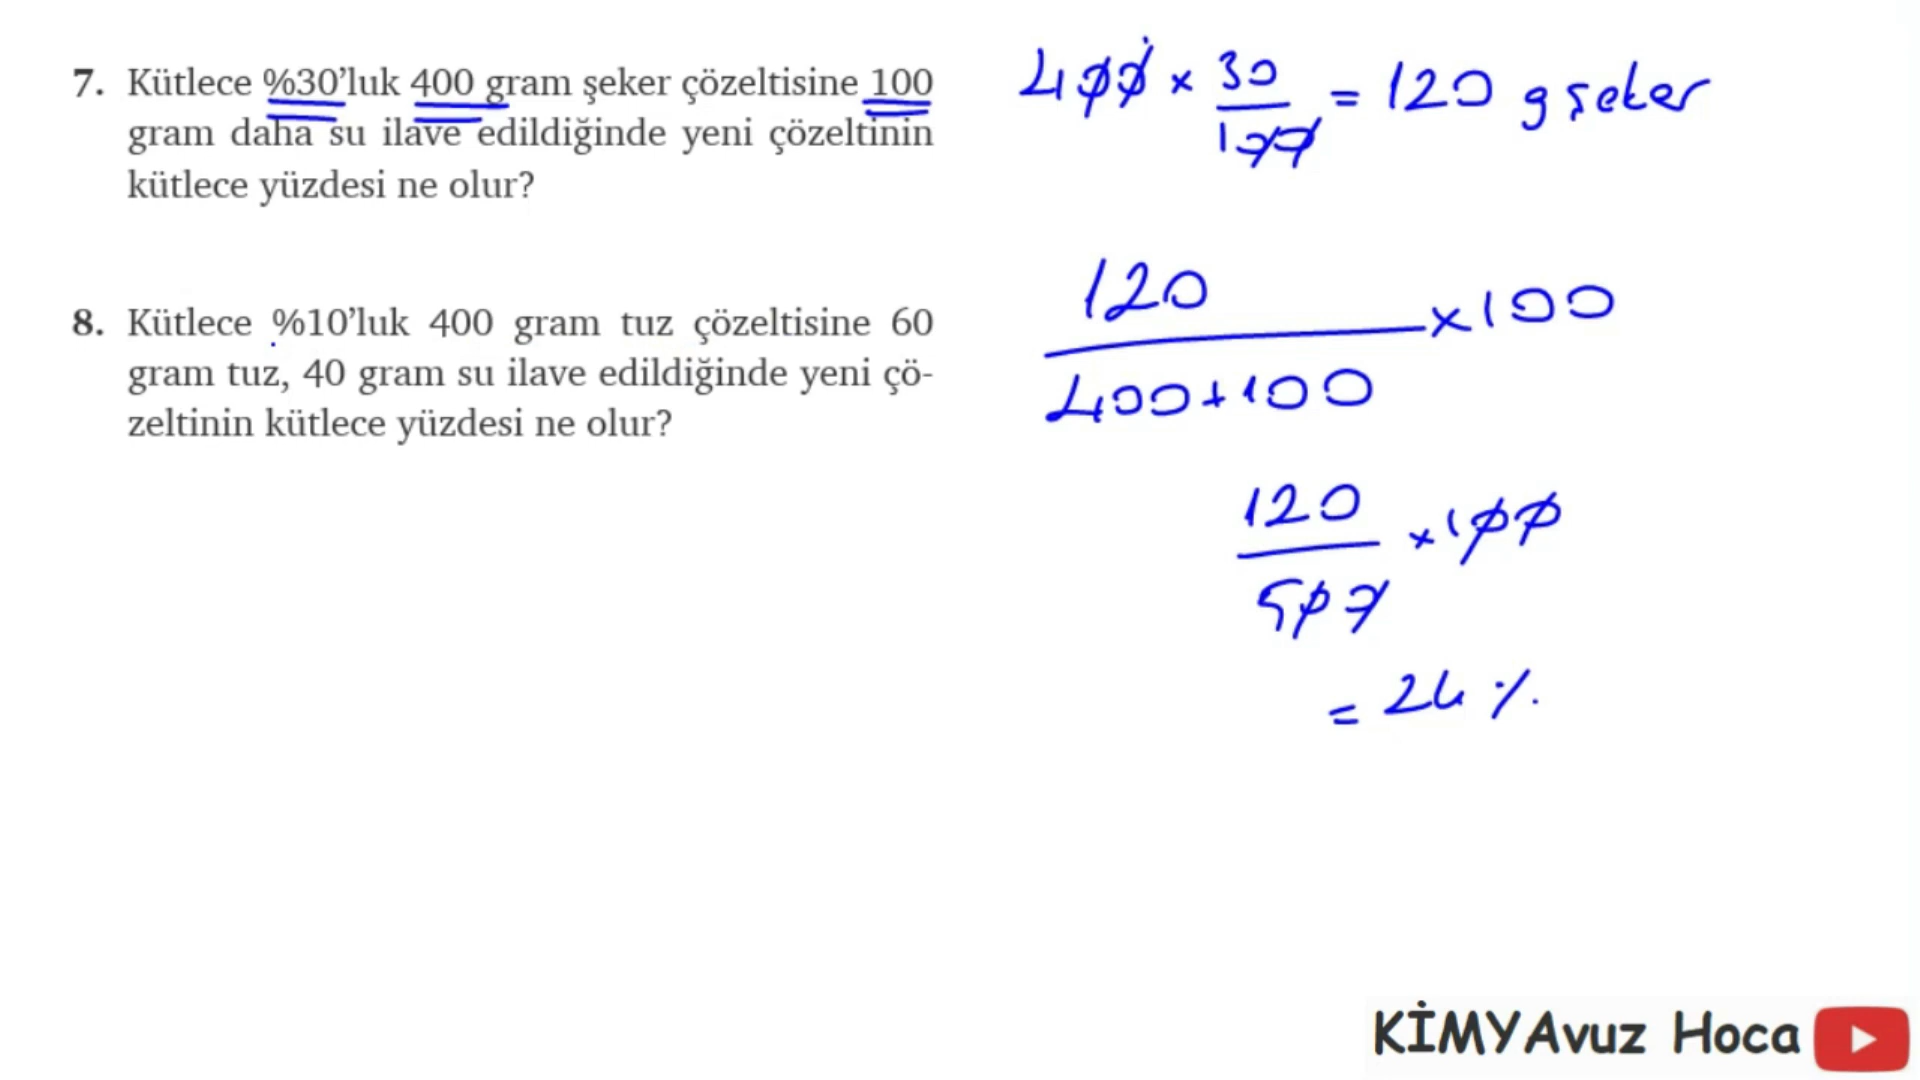 7. Kütlece %30'luk 400 gram şeker çözeltisine 100
gram daha su ilave edildiğinde yeni çözeltinin
kütlece yüzdesi ne olur?
8. Kütlece %10'luk 400 gram tuz çözeltisine 60
gram tuz, 40 gram su ilave edildiğinde yeni çö-
zeltinin kütlece yüzdesi ne olur?
400 x 30/100 = 120 g şeker
120
x100
400+100
120
x100
500
= 24 %
KİMYAvuz Hoca